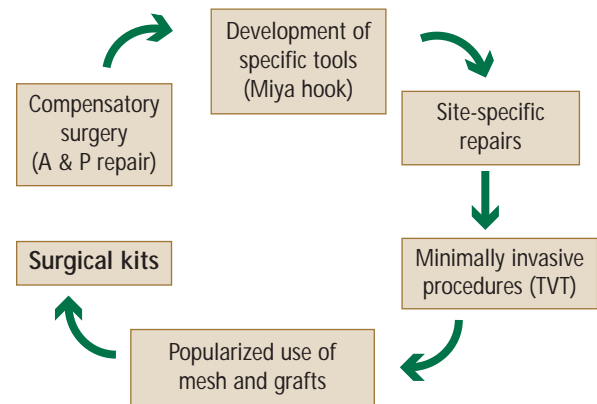 Development of
specific tools
(Miya hook)
Compensatory
surgery
(A & P repair)
Site-specific
repairs
Surgical kits
Minimally invasive
procedures (TVT)
Popularized use of
mesh and grafts